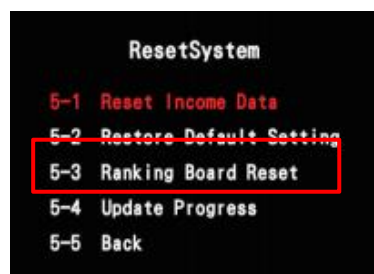 ResetSystem
5-1 Reset Income Data
5-2 Restore Default Setting
5-3 Ranking Board Reset
5-4 Update Progress
5-5 Back